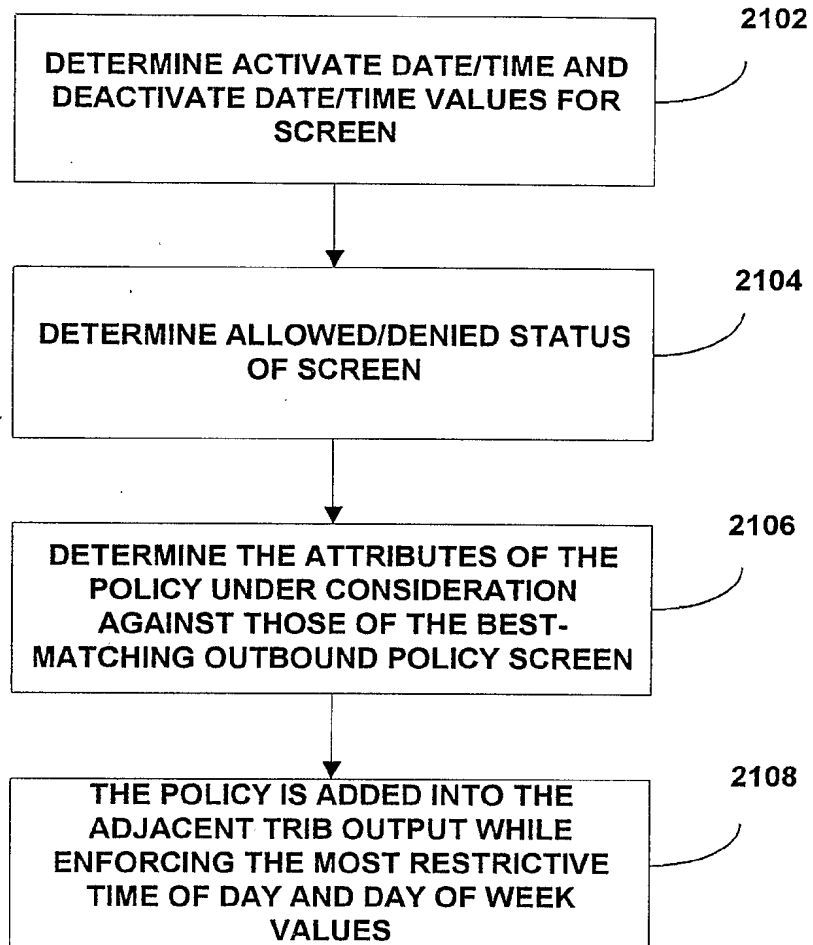 2102
DETERMINE ACTIVATE DATE/TIME AND
DEACTIVATE DATE/TIME VALUES FOR
SCREEN
2104
DETERMINE ALLOWED/DENIED STATUS
OF SCREEN
2106
DETERMINE THE ATTRIBUTES OF THE
POLICY UNDER CONSIDERATION
AGAINST THOSE OF THE BEST-
MATCHING OUTBOUND POLICY SCREEN
2108
THE POLICY IS ADDED INTO THE
ADJACENT TRIB OUTPUT WHILE
ENFORCING THE MOST RESTRICTIVE
TIME OF DAY AND DAY OF WEEK
VALUES